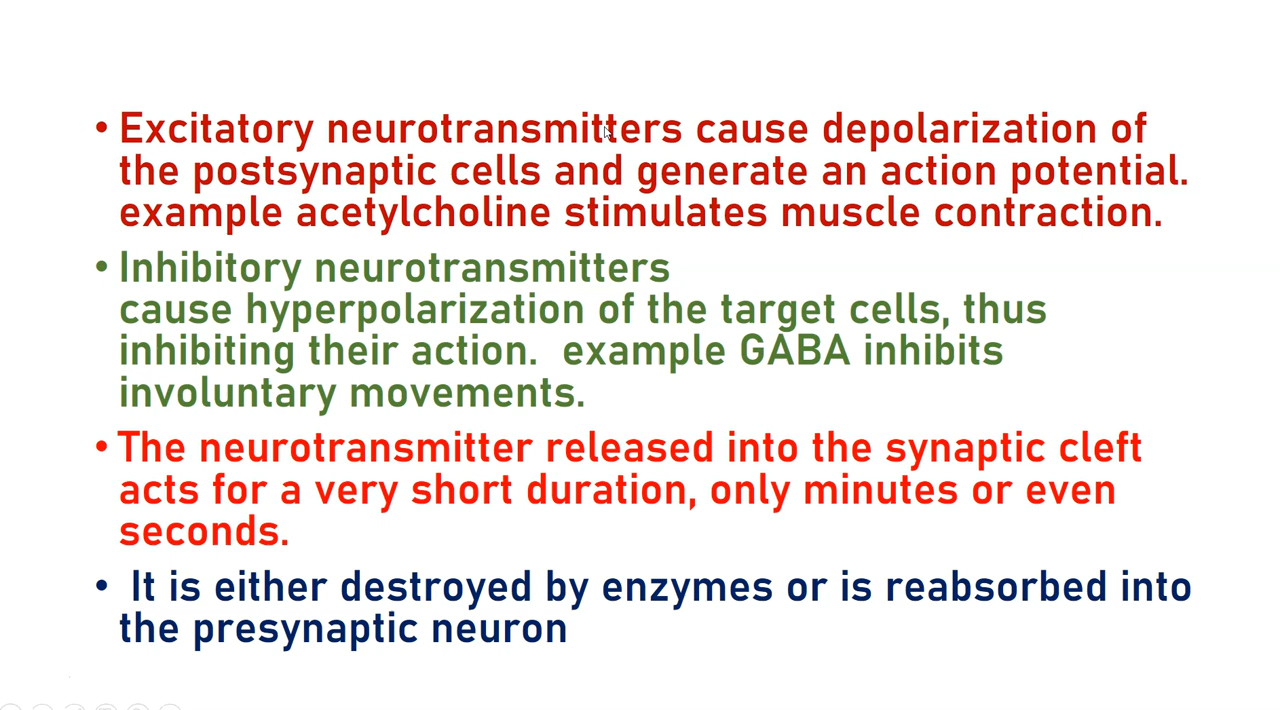 • Excitatory neurotransmitters cause depolarization of
the postsynaptic cells and generate an action potential.
example acetylcholine stimulates muscle contraction.
• Inhibitory neurotransmitters
cause hyperpolarization of the target cells, thus
inhibiting their action.  example GABA inhibits
involuntary movements.
• The neurotransmitter released into the synaptic cleft
acts for a very short duration, only minutes or even
seconds.
• It is either destroyed by enzymes or is reabsorbed into
the presynaptic neuron